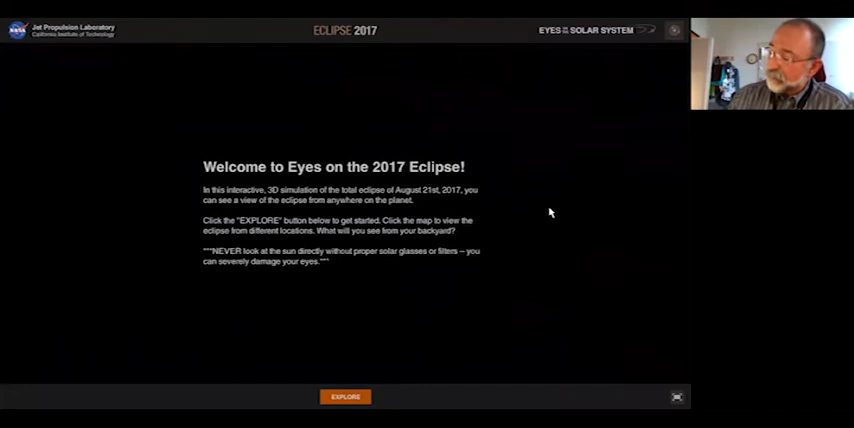 NASA
Jet Propulsion Laboratory
California Institute of Technology
ECLIPSE 2017
EYES ON THE SOLAR SYSTEM
Welcome to Eyes on the 2017 Eclipse!
In this interactive, 3D simulation of the total eclipse of August 21st, 2017, you
can see a view of the eclipse from anywhere on the planet.
Click the "EXPLORE" button below to get started. Click the map to view the
eclipse from different locations. What will you see from your backyard?
***NEVER look at the sun directly without proper solar glasses or filters – you
can severely damage your eyes.***
EXPLORE